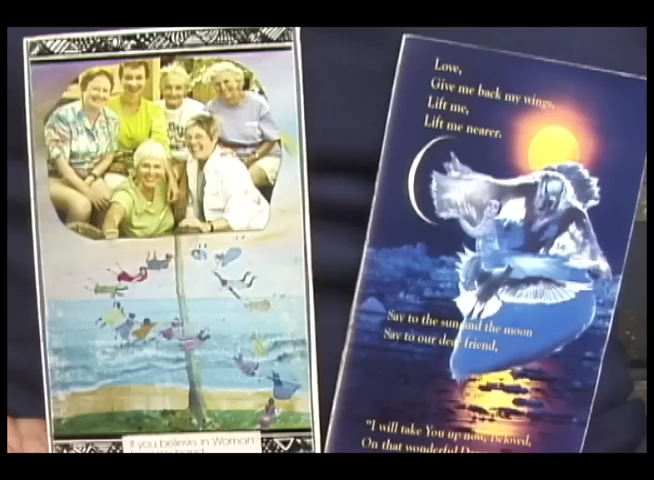 If you believe in Woman
Love,
Give me back my wings.
Lift me,
Lift me nearer.
Say to the sun and the moon
Say to our dear friend,
"I will take You up now, Beloved,
On that wonderful